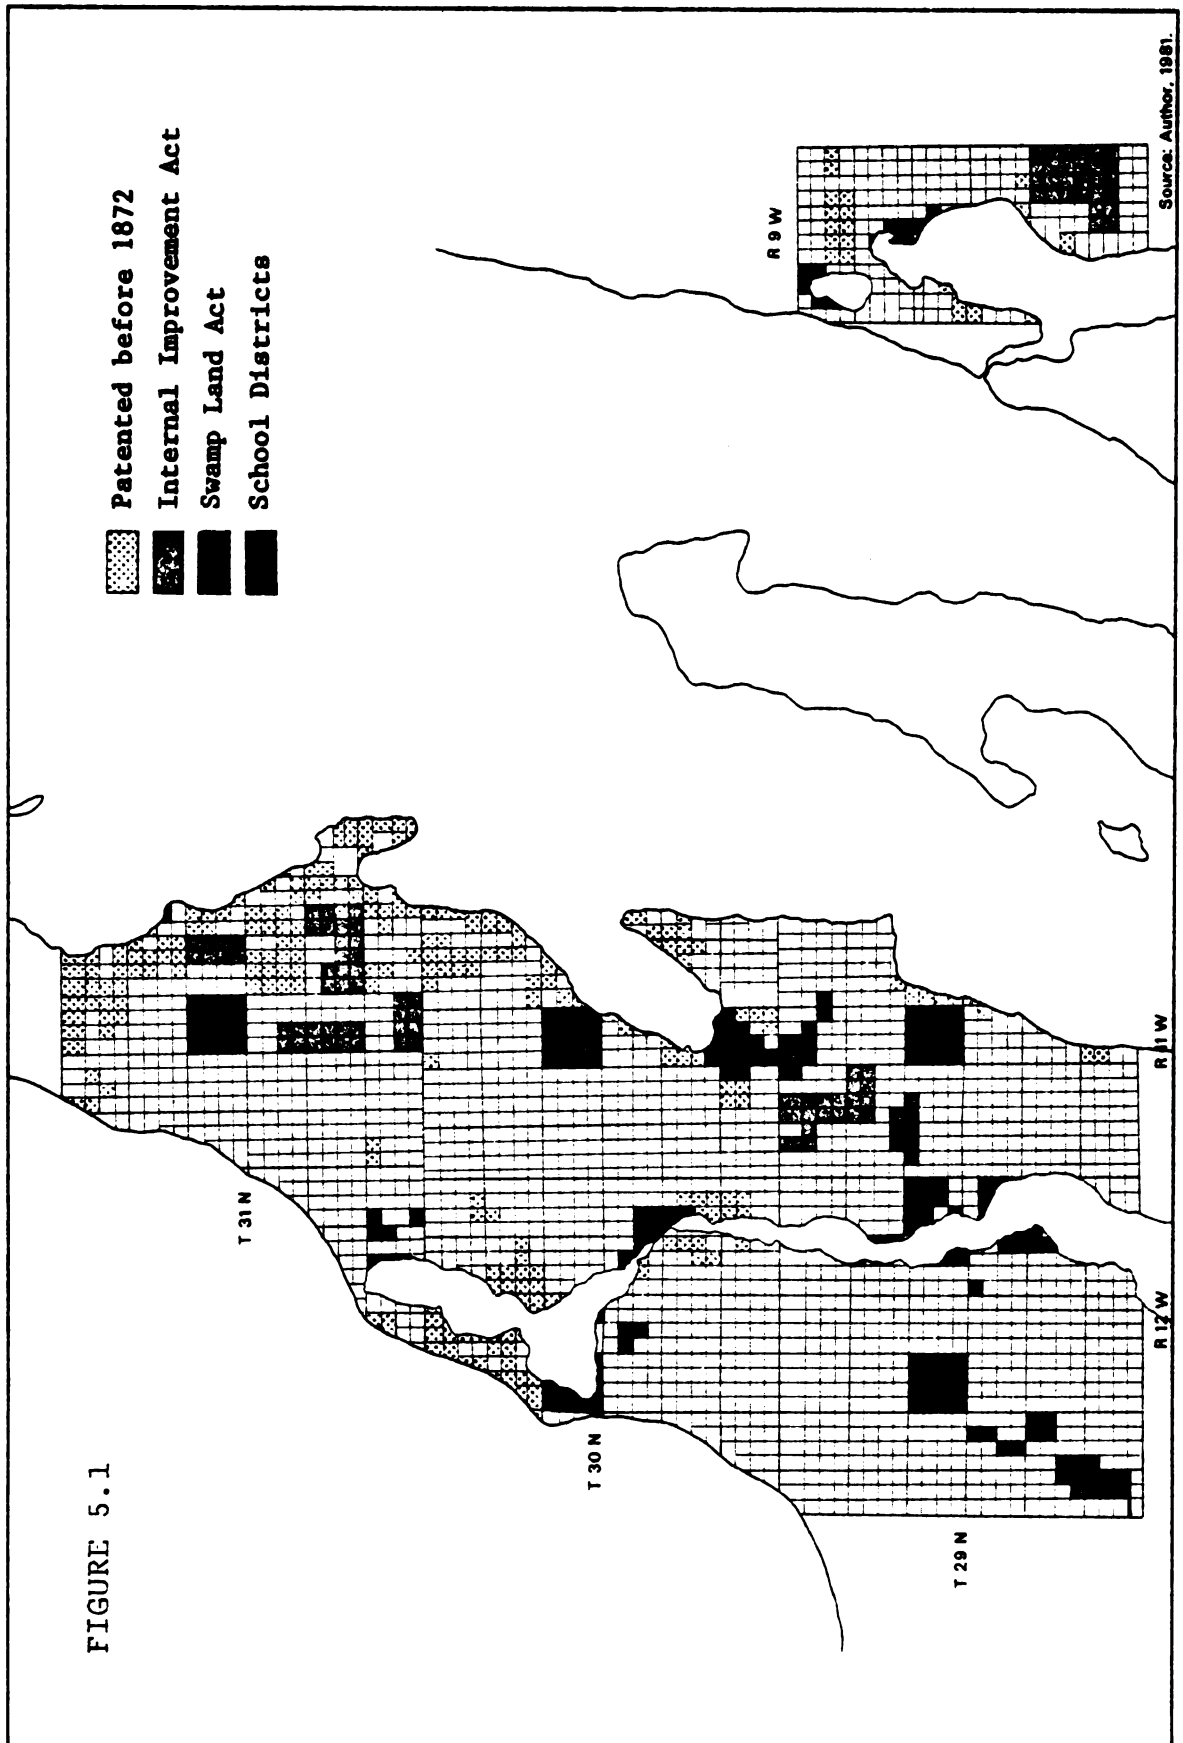 FIGURE 5.1
Patented before 1872
Internal Improvement Act
Swamp Land Act
School Districts
T 31 N
T 30 N
T 29 N
R 12 W
R 11 W
R 9 W
Source: Author, 1981.